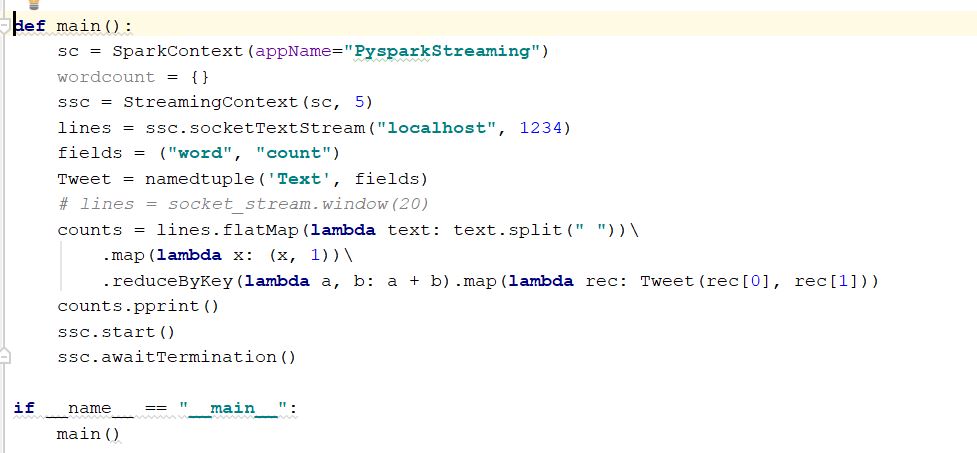 def main():
    sc = SparkContext(appName="PysparkStreaming")
    wordcount = {}
    ssc = StreamingContext(sc, 5)
    lines = ssc.socketTextStream("localhost", 1234)
    fields = ("word", "count")
    Tweet = namedtuple('Text', fields)
    # lines = socket_stream.window(20)
    counts = lines.flatMap(lambda text: text.split(" "))\
        .map(lambda x: (x, 1))\
        .reduceByKey(lambda a, b: a + b).map(lambda rec: Tweet(rec[0], rec[1]))
    counts.pprint()
    ssc.start()
    ssc.awaitTermination()
if __name__ == "__main__":
    main()